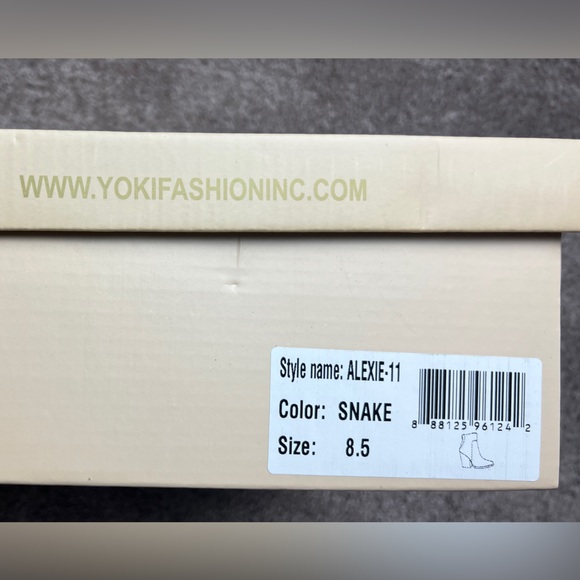 WWW.YOKIFASHIONINC.COM
Style name: ALEXIE-11
Color: SNAKE
8 88125 96124 2
Size: 8.5